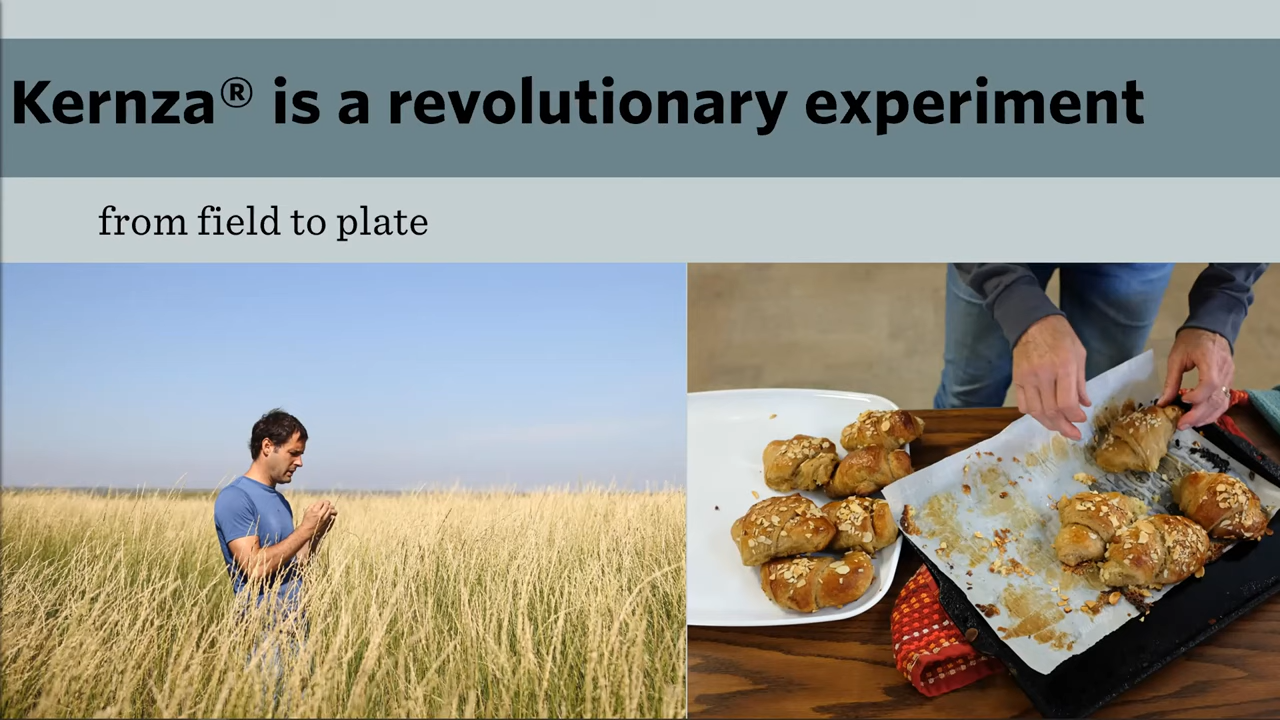 Kernza® is a revolutionary experiment
from field to plate